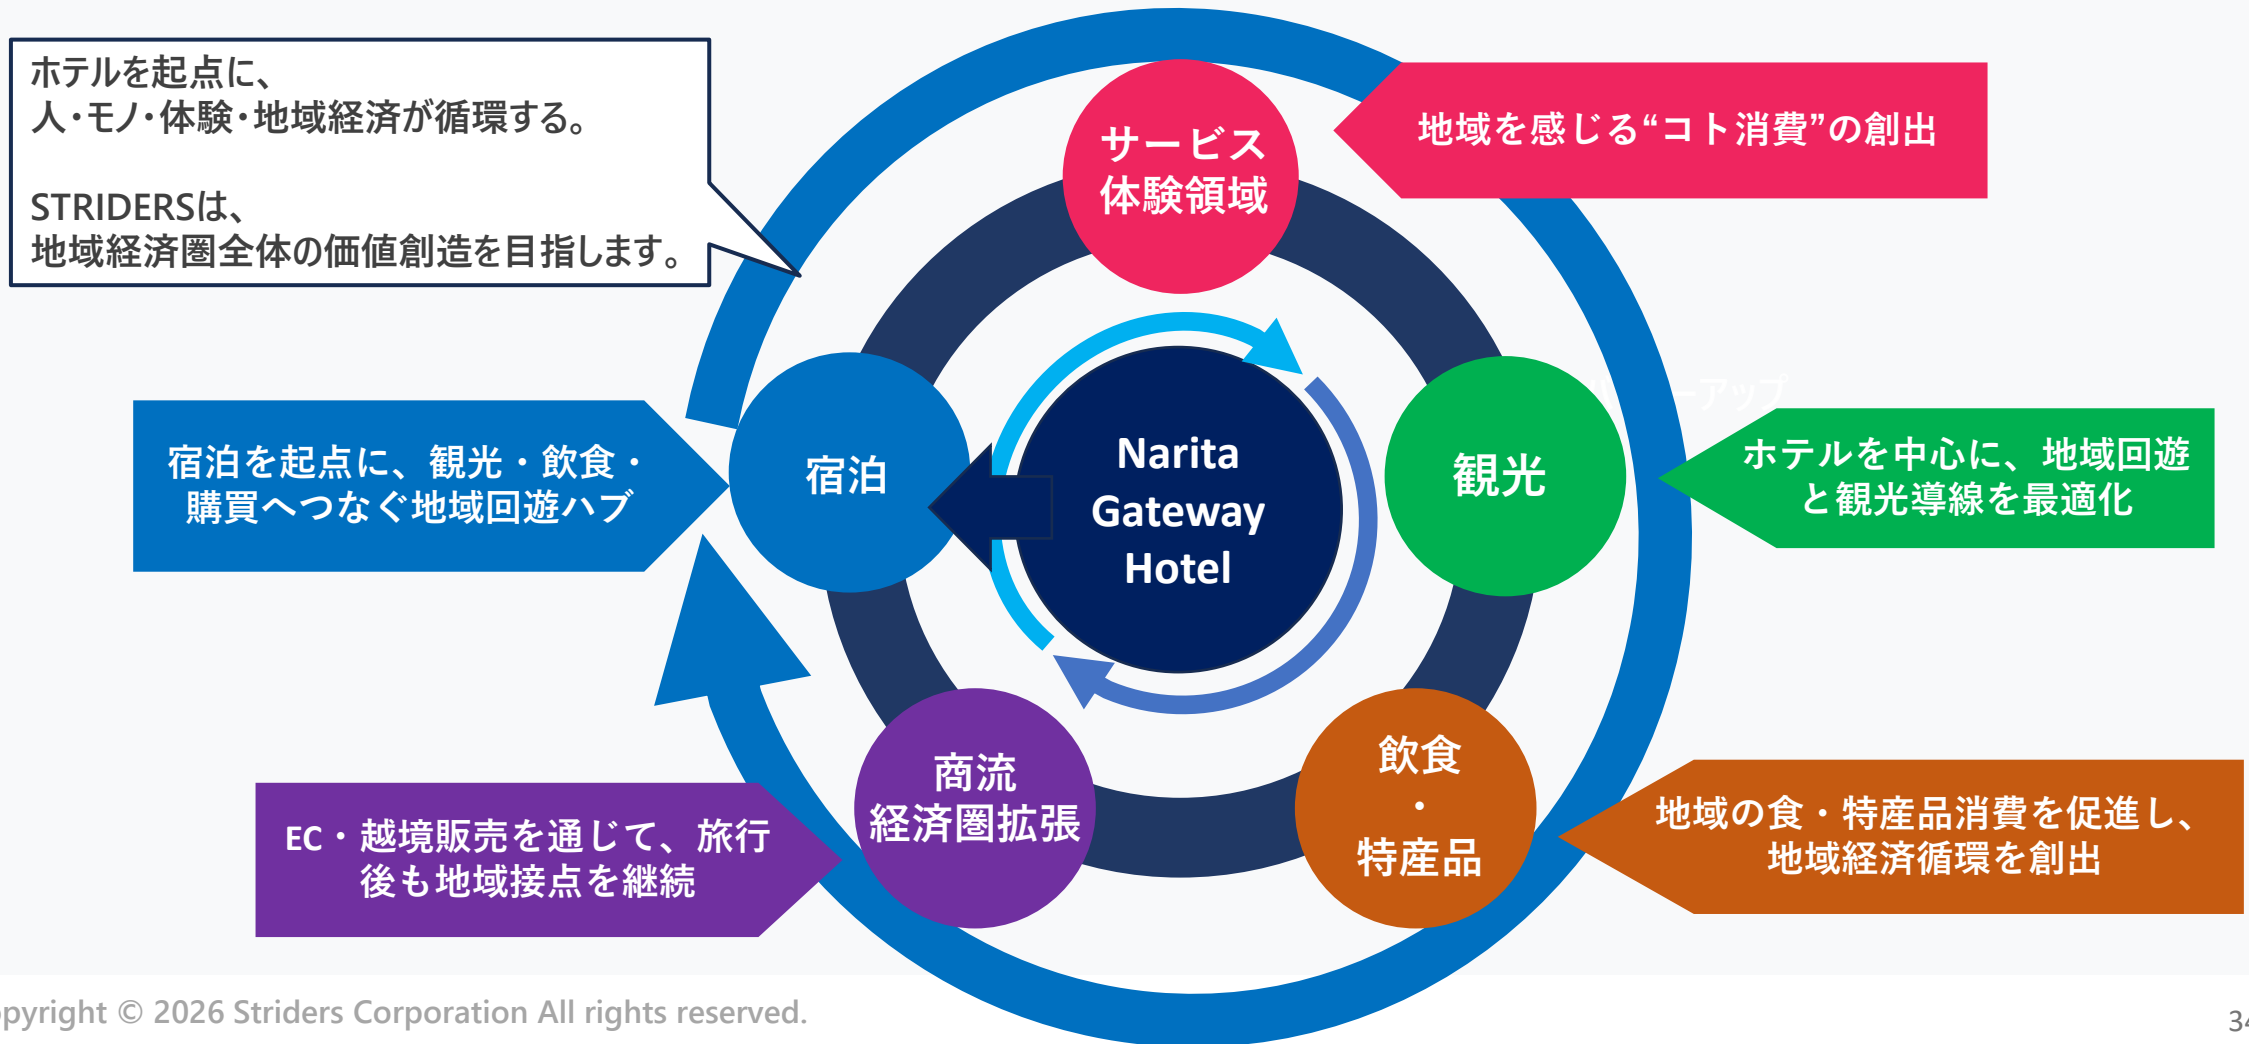 ホテルを起点に、
人・モノ・体験・地域経済が循環する。
STRIDERSは、
地域経済圏全体の価値創造を目指します。
サービス
体験領域
地域を感じる“コト消費”の創出
宿泊を起点に、観光・飲食・
購買へつなぐ地域回遊ハブ
宿泊
Narita
Gateway
Hotel
観光
ーアップ
ホテルを中心に、地域回遊
と観光導線を最適化
商流
経済圏拡張
EC・越境販売を通じて、旅行
後も地域接点を継続
飲食
・
特産品
地域の食・特産品消費を促進し、
地域経済循環を創出
pyright © 2026 Striders Corporation All rights reserved.
34